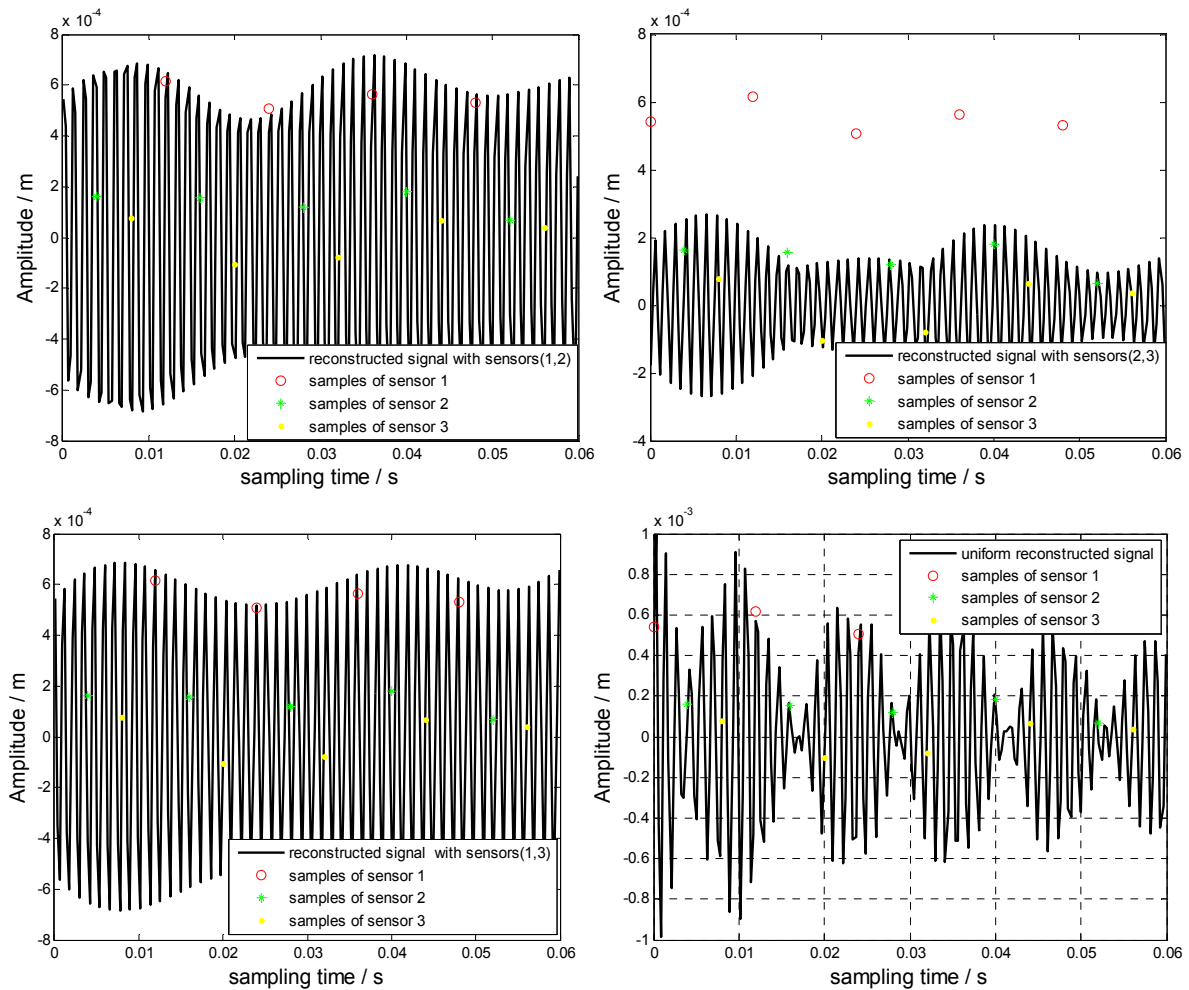 x 10-4
8
6
4
2
0
-2
-4
-6
-8
0 0.01 0.02 0.03 0.04 0.05 0.06
Amplitude / m
sampling time / s
reconstructed signal with sensors(1,2)
samples of sensor 1
samples of sensor 2
samples of sensor 3
x 10-4
8
6
4
2
0
-2
-4
0 0.01 0.02 0.03 0.04 0.05 0.06
Amplitude / m
sampling time / s
reconstructed signal with sensors(2,3)
samples of sensor 1
samples of sensor 2
samples of sensor 3
x 10-4
8
6
4
2
0
-2
-4
-6
-8
0 0.01 0.02 0.03 0.04 0.05 0.06
Amplitude / m
sampling time / s
reconstructed signal with sensors(1,3)
samples of sensor 1
samples of sensor 2
samples of sensor 3
x 10-3
1
0.8
0.6
0.4
0.2
0
-0.2
-0.4
-0.6
-0.8
-1
0 0.01 0.02 0.03 0.04 0.05 0.06
Amplitude / m
sampling time / s
uniform reconstructed signal
samples of sensor 1
samples of sensor 2
samples of sensor 3